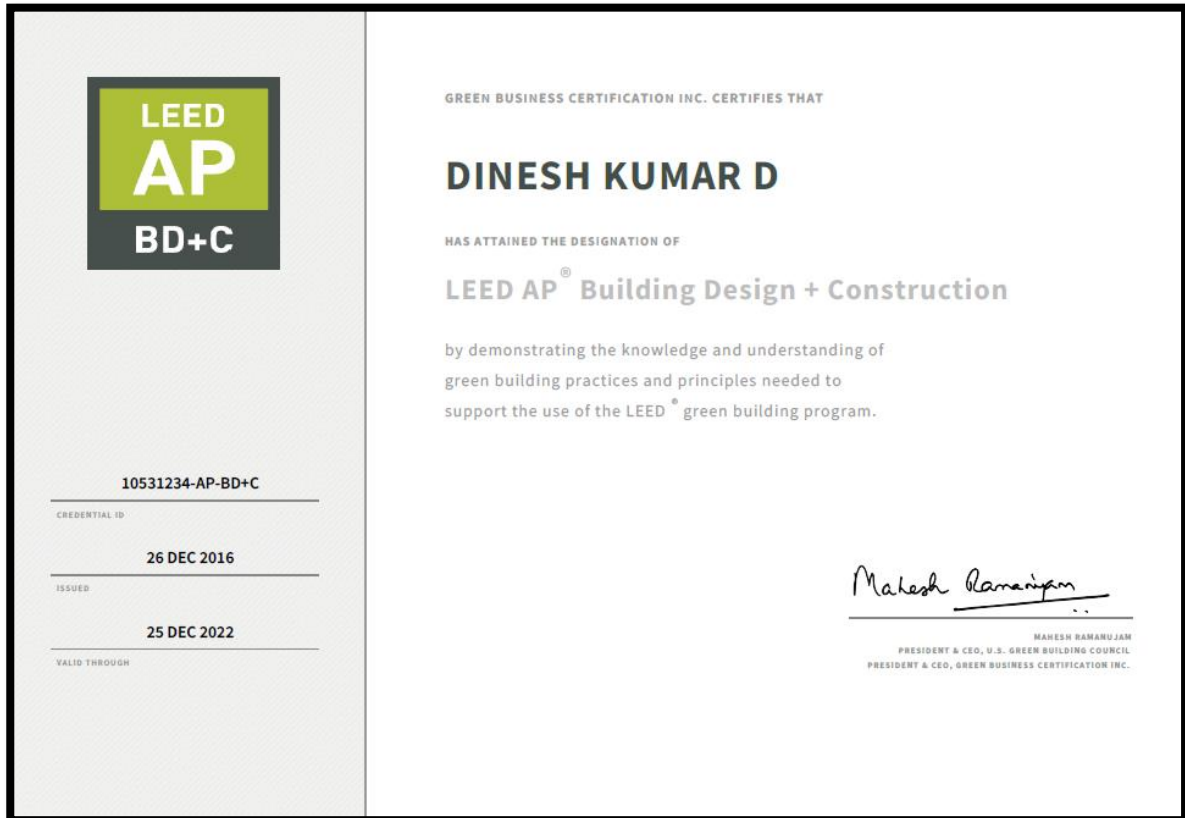 LEED
AP
BD+C
GREEN BUSINESS CERTIFICATION INC. CERTIFIES THAT
DINESH KUMAR D
HAS ATTAINED THE DESIGNATION OF
LEED AP® Building Design + Construction
by demonstrating the knowledge and understanding of
green building practices and principles needed to
support the use of the LEED ® green building program.
10531234-AP-BD+C
CREDENTIAL ID
26 DEC 2016
ISSUED
25 DEC 2022
VALID THROUGH
Mahesh Ramanujam
MAHESH RAMANUJAM
PRESIDENT & CEO, U.S. GREEN BUILDING COUNCIL
PRESIDENT & CEO, GREEN BUSINESS CERTIFICATION INC.